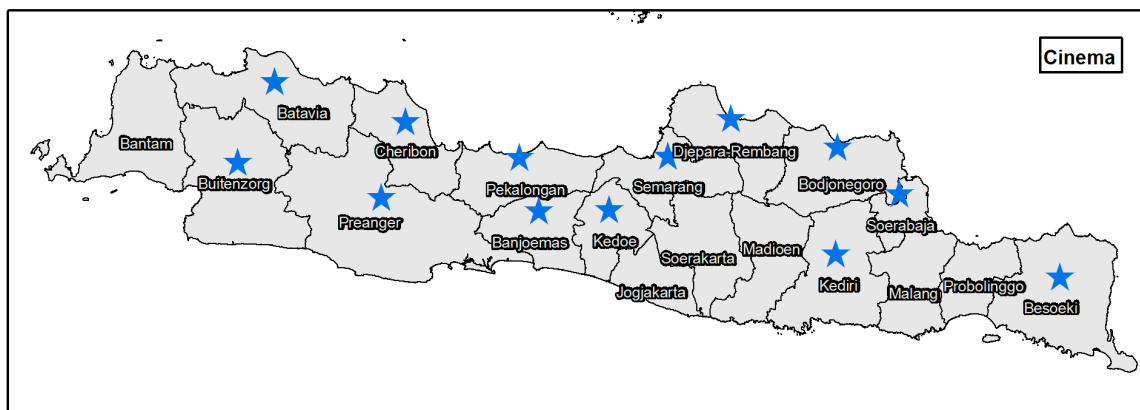 Cinema
Batavia
Bantam
Cheribon
Djepara-Rembang
Buitenzorg
Pekalongan
Semarang
Bodjonegoro
Preanger
Soerabaja
Banjoemas
Kedoe
Madioen
Soerakarta
Probolinggo
Kediri
Jogjakarta
Malang
Besoeki